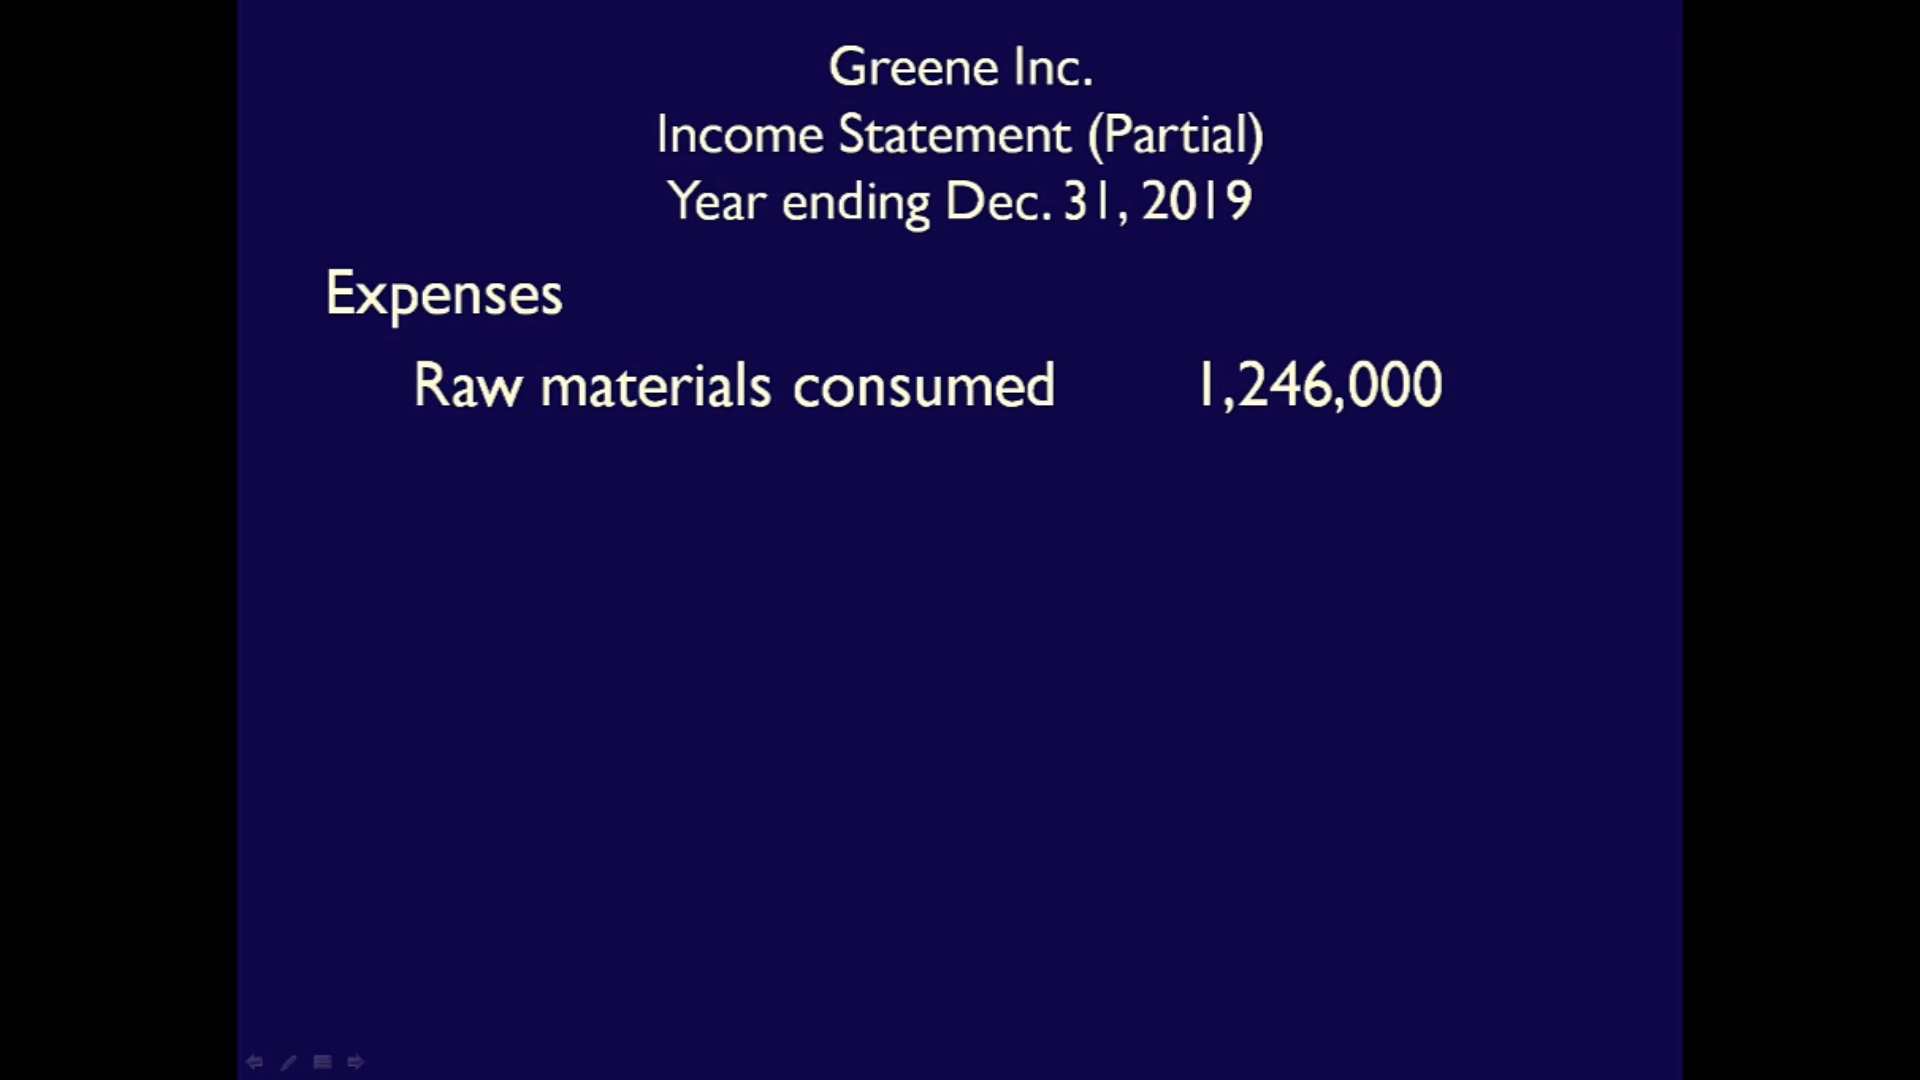 Greene Inc.
Income Statement (Partial)
Year ending Dec. 31, 2019
Expenses
Raw materials consumed 1,246,000